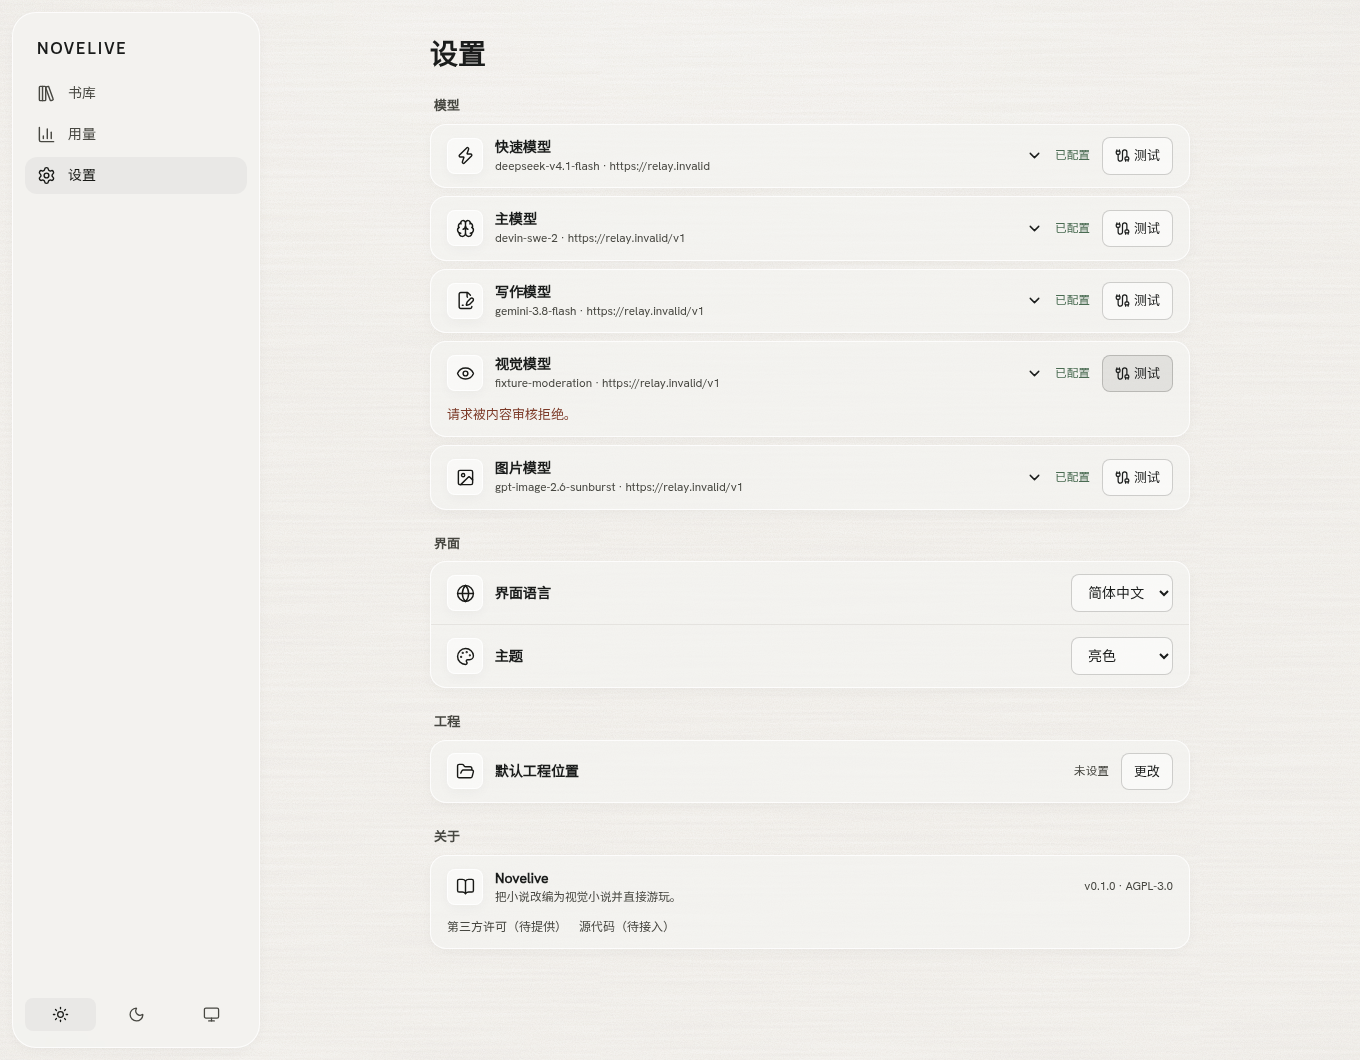 NOVELIVE
书库
用量
设置
设置
模型
快速模型
deepseek-v4.1-flash · https://relay.invalid
已配置
测试
主模型
devin-swe-2 · https://relay.invalid/v1
已配置
测试
写作模型
gemini-3.8-flash · https://relay.invalid/v1
已配置
测试
视觉模型
fixture-moderation · https://relay.invalid/v1
已配置
测试
请求被内容审核拒绝。
图片模型
gpt-image-2.6-sunburst · https://relay.invalid/v1
已配置
测试
界面
界面语言
简体中文
主题
亮色
工程
默认工程位置
未设置
更改
关于
Novelive
把小说改编为视觉小说并直接游玩。
v0.1.0 · AGPL-3.0
第三方许可（待提供） 源代码（待接入）